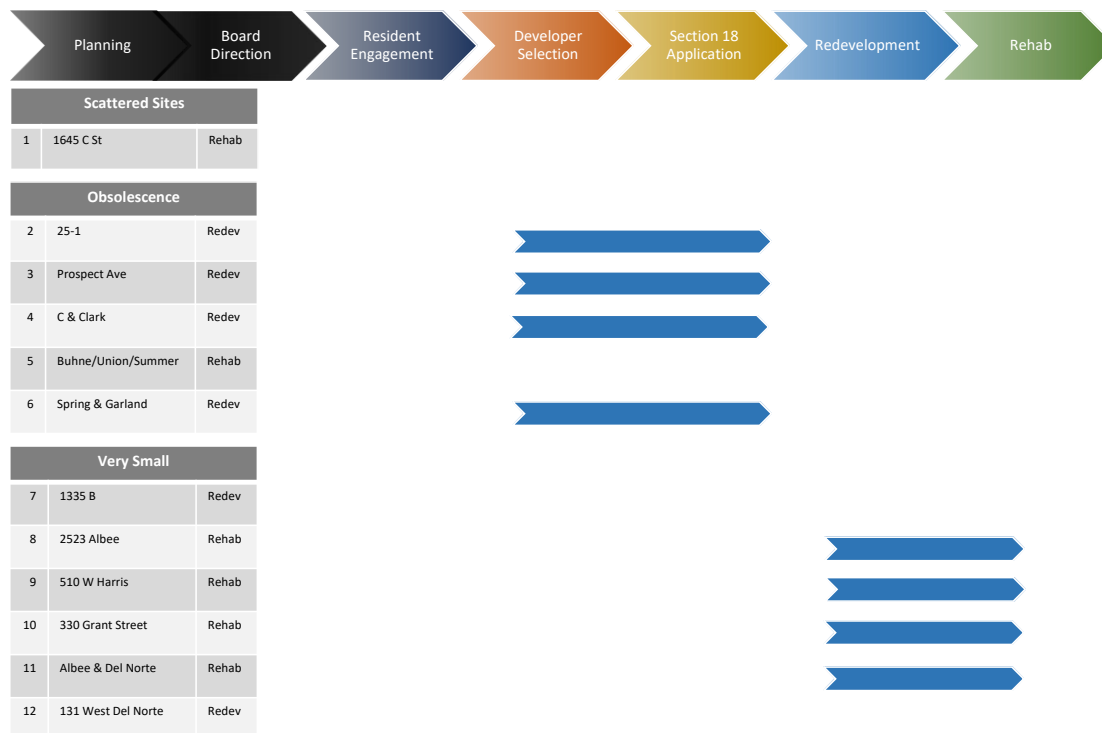 Planning
Board
Direction
Resident
Engagement
Developer
Selection
Section 18
Application
Redevelopment
Rehab
Scattered Sites
1 1645 C St Rehab
Obsolescence
2 25-1 Redev
3 Prospect Ave Redev
4 C & Clark Redev
5 Buhne/Union/Summer Rehab
6 Spring & Garland Redev
Very Small
7 1335 B Redev
8 2523 Albee Rehab
9 510 W Harris Rehab
10 330 Grant Street Rehab
11 Albee & Del Norte Rehab
12 131 West Del Norte Redev